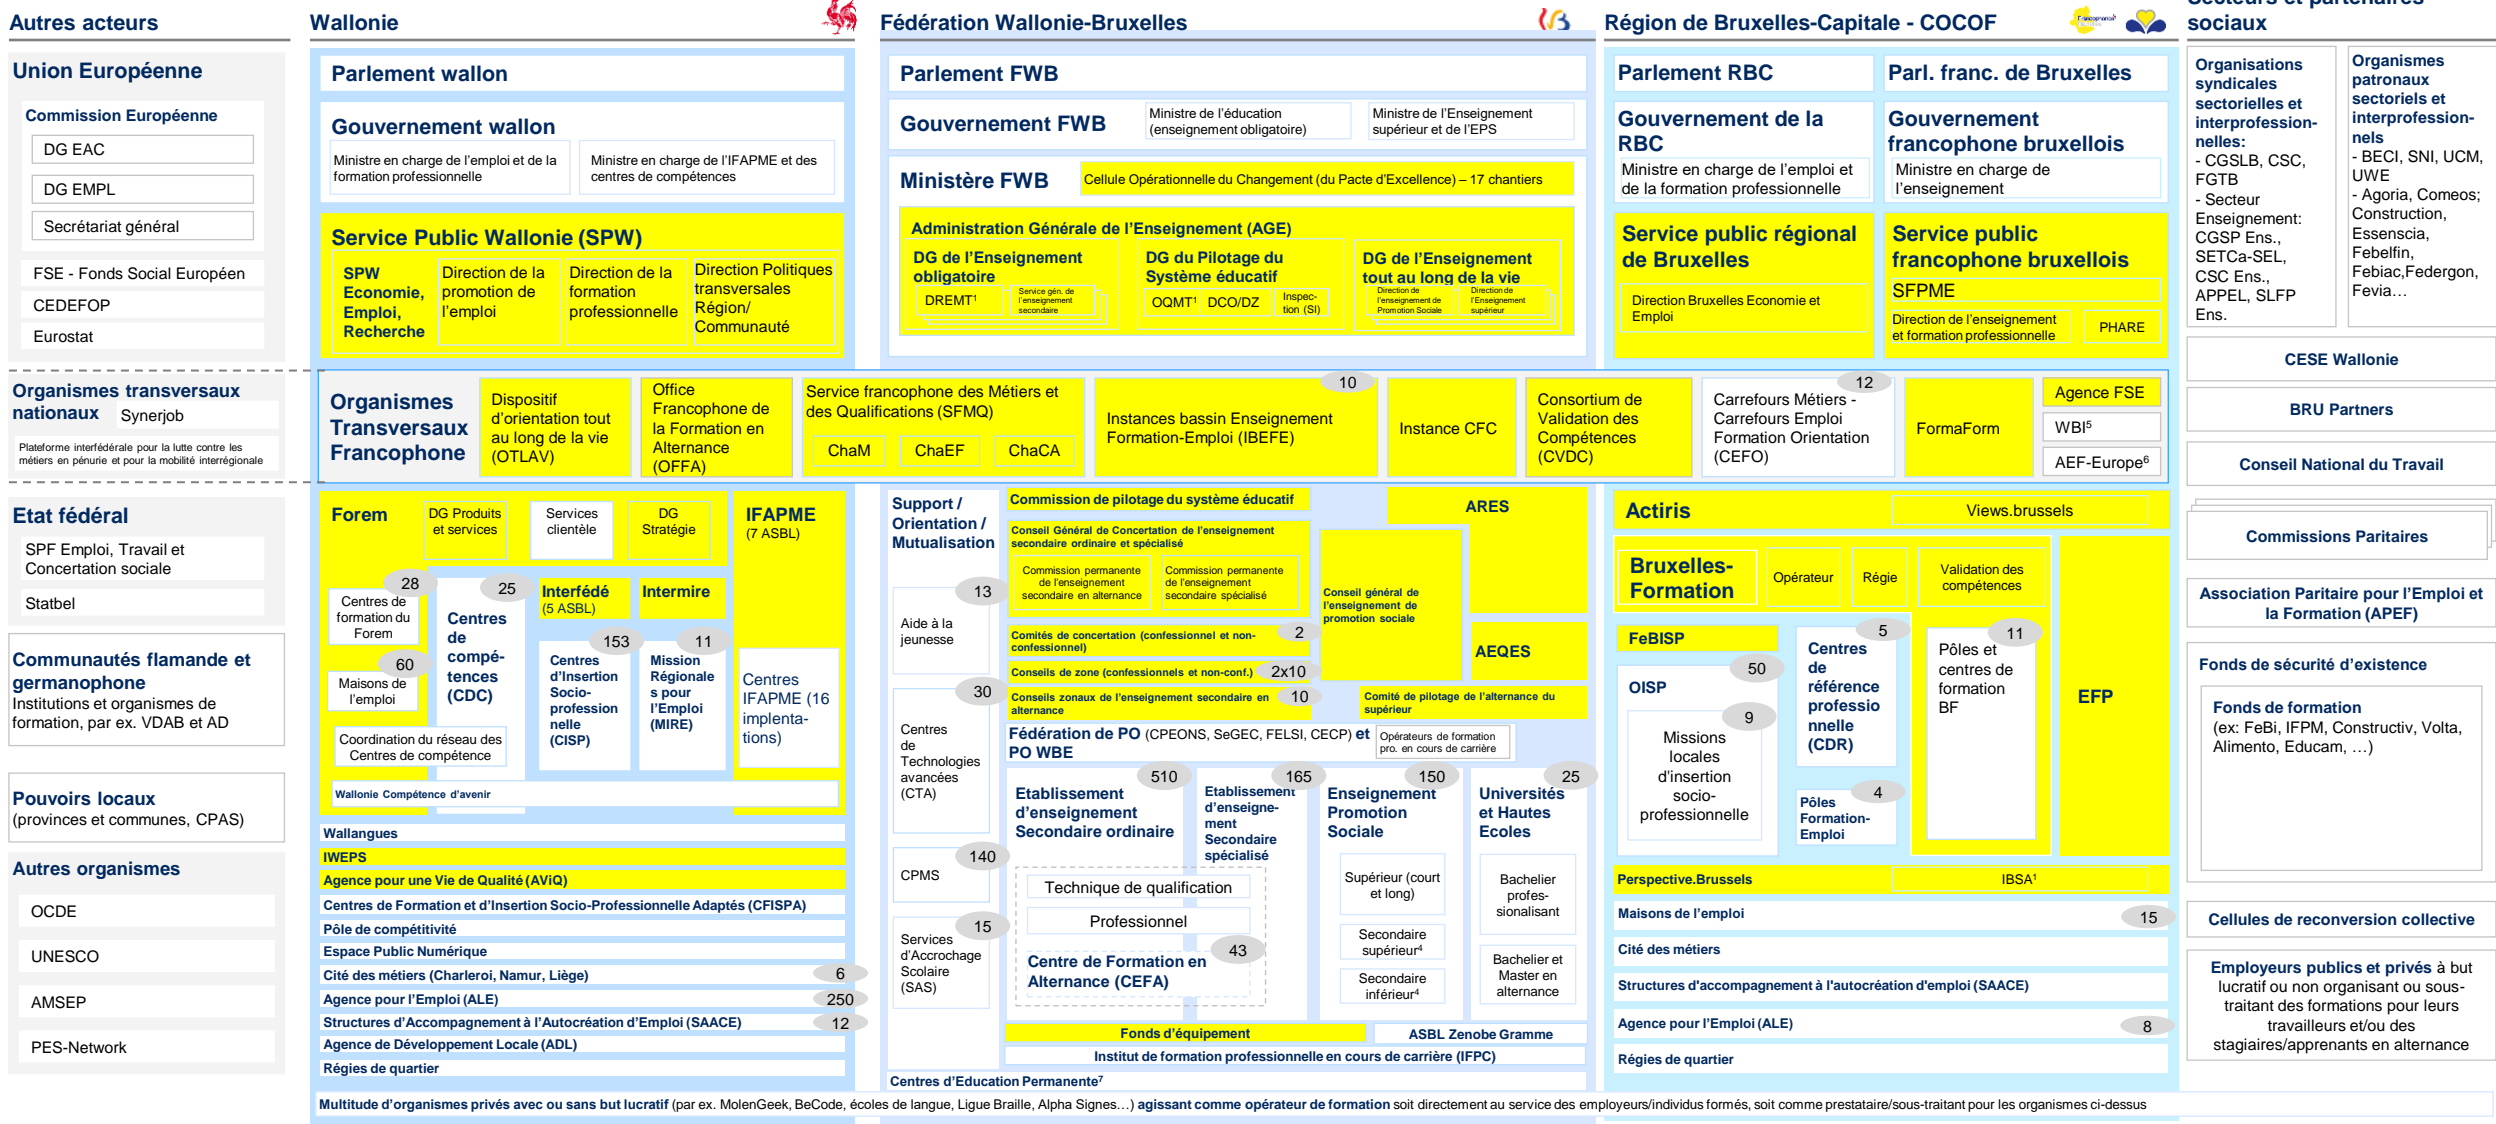 Autres acteurs
Union Européenne
Commission Européenne
DG EAC
DG EMPL
Secrétariat général
FSE - Fonds Social Européen
CEDEFOP
Eurostat
Organismes transversaux
nationaux
Synerjob
Plateforme interfédérale pour la lutte contre les
métiers en pénurie et pour la mobilité interrégionale
Etat fédéral
SPF Emploi, Travail et
Concertation sociale
Statbel
Communautés flamande et
germanophone
Institutions et organismes de
formation, par ex. VDAB et AD
Pouvoirs locaux
(provinces et communes, CPAS)
Autres organismes
OCDE
UNESCO
AMSEP
PES-Network
Wallonie
Parlement wallon
Gouvernement wallon
Ministre en charge de l'emploi et de la
formation professionnelle
Ministre en charge de l'IFAPME et des
centres de compétences
Service Public Wallonie (SPW)
SPW
Economie,
Emploi,
Recherche
Direction de la
promotion de
l'emploi
Direction de la
formation
professionnelle
Direction Politiques
transversales
Région/
Communauté
Fédération Wallonie-Bruxelles
Parlement FWB
Gouvernement FWB
Ministre de l'éducation
(enseignement obligatoire)
Ministre de l'Enseignement
supérieur et de l'EPS
Ministère FWB
Cellule Opérationnelle du Changement (du Pacte d'Excellence) – 17 chantiers
Administration Générale de l'Enseignement (AGE)
DG de l'Enseignement
obligatoire
DREMT¹
Service gén. de
l'enseignement
secondaire
DG du Pilotage du
Système éducatif
OQMT¹
DCO/DZ
Inspec-
tion (SI)
DG de l'Enseignement
tout au long de la vie
Direction de
l'enseignement de
Promotion Sociale
Direction de
l'Enseignement
supérieur
Région de Bruxelles-Capitale - COCOF
Francophones
Parlement RBC
Parl. franc. de Bruxelles
Gouvernement de la
RBC
Ministre en charge de l'emploi et
de la formation professionnelle
Gouvernement
francophone bruxellois
Ministre en charge de
l'enseignement
Service public régional
de Bruxelles
Direction Bruxelles Economie et
Emploi
Service public
francophone bruxellois
SFPME
Direction de l'enseignement
et formation professionnelle
PHARE
Secteurs et partenaires
sociaux
Organisations
syndicales
sectorielles et
interprofession-
nelles:
- CGSLB, CSC,
FGTB
- Secteur
Enseignement:
CGSP Ens.,
SETCa-SEL,
CSC Ens.,
APPEL, SLFP
Ens.
Organismes
patronaux
sectoriels et
interprofession-
nels
- BECI, SNI, UCM,
UWE
- Agoria, Comeos;
Construction,
Essenscia,
Febelfin,
Febiac,Federgon,
Fevia…
CESE Wallonie
BRU Partners
Conseil National du Travail
Commissions Paritaires
Association Paritaire pour l'Emploi et
la Formation (APEF)
Fonds de sécurité d'existence
Fonds de formation
(ex: FeBi, IFPM, Constructiv, Volta,
Alimento, Educam, …)
Cellules de reconversion collective
Employeurs publics et privés à but
lucratif ou non organisant ou sous-
traitant des formations pour leurs
travailleurs et/ou des
stagiaires/apprenants en alternance
Organismes
Transversaux
Francophone
Dispositif
d'orientation tout
au long de la vie
(OTLAV)
Office
Francophone de
la Formation en
Alternance
(OFFA)
Service francophone des Métiers et
des Qualifications (SFMQ)
ChaM
ChaEF
ChaCA
10
Instances bassin Enseignement
Formation-Emploi (IBEFE)
Instance CFC
Consortium de
Validation des
Compétences
(CVDC)
12
Carrefours Métiers -
Carrefours Emploi
Formation Orientation
(CEFO)
FormaForm
Agence FSE
WBI⁵
AEF-Europe⁶
Forem
DG Produits
et services
Services
clientèle
DG
Stratégie
IFAPME
(7 ASBL)
28
Centres de
formation du
Forem
60
Maisons de
l'emploi
25
Centres
de
compé-
tences
(CDC)
Interfédé
(5 ASBL)
Intermire
153
Centres
d'Insertion
Socio-
profession
nelle
(CISP)
11
Mission
Régionale
s pour
l'Emploi
(MIRE)
Centres
IFAPME (16
implenta-
tions)
Coordination du réseau des
Centres de compétence
Wallonie Compétence d'avenir
Wallangues
IWEPS
Agence pour une Vie de Qualité (AViQ)
Centres de Formation et d'Insertion Socio-Professionnelle Adaptés (CFISPA)
Pôle de compétitivité
Espace Public Numérique
Cité des métiers (Charleroi, Namur, Liège)
6
Agence pour l'Emploi (ALE)
250
Structures d'Accompagnement à l'Autocréation d'Emploi (SAACE)
12
Agence de Développement Locale (ADL)
Régies de quartier
Support /
Orientation /
Mutualisation
13
Aide à la
jeunesse
30
Centres
de
Technologies
avancées
(CTA)
140
CPMS
15
Services
d'Accrochage
Scolaire
(SAS)
Commission de pilotage du système éducatif
Conseil Général de Concertation de l'enseignement
secondaire ordinaire et spécialisé
Commission permanente
de l'enseignement
secondaire en alternance
Commission permanente
de l'enseignement
secondaire spécialisé
Comités de concertation (confessionnel et non-
confessionnel)
2
Conseils de zone (confessionnels et non-conf.)
2x10
Conseils zonaux de l'enseignement secondaire en
alternance
10
ARES
Conseil général de
l'enseignement de
promotion sociale
AEQES
Comité de pilotage de l'alternance du
supérieur
Fédération de PO (CPEONS, SeGEC, FELSI, CECP) et
PO WBE
Opérateurs de formation
pro. en cours de carrière
510
Etablissement
d'enseignement
Secondaire ordinaire
165
Etablissement
d'enseigne-
ment
Secondaire
spécialisé
150
Enseignement
Promotion
Sociale
25
Universités
et Hautes
Ecoles
Technique de qualification
Professionnel
43
Centre de Formation en
Alternance (CEFA)
Supérieur (court
et long)
Secondaire
supérieur⁴
Secondaire
inférieur⁴
Bachelier
profes-
sionalisant
Bachelier et
Master en
alternance
Fonds d'équipement
ASBL Zenobe Gramme
Institut de formation professionnelle en cours de carrière (IFPC)
Centres d'Education Permanente⁷
Actiris
Views.brussels
Bruxelles-
Formation
Opérateur
Régie
Validation des
compétences
EFP
FeBISP
50
OISP
9
Missions
locales
d'insertion
socio-
professionnelle
5
Centres
de
référence
professio
nnelle
(CDR)
4
Pôles
Formation-
Emploi
11
Pôles et
centres de
formation
BF
Perspective.Brussels
IBSA¹
Maisons de l'emploi
15
Cité des métiers
Structures d'accompagnement à l'autocréation d'emploi (SAACE)
Agence pour l'Emploi (ALE)
8
Régies de quartier
Multitude d'organismes privés avec ou sans but lucratif (par ex. MolenGeek, BeCode, écoles de langue, Ligue Braille, Alpha Signes…) agissant comme opérateur de formation soit directement au service des employeurs/individus formés, soit comme prestataire/sous-traitant pour les organismes ci-dessus